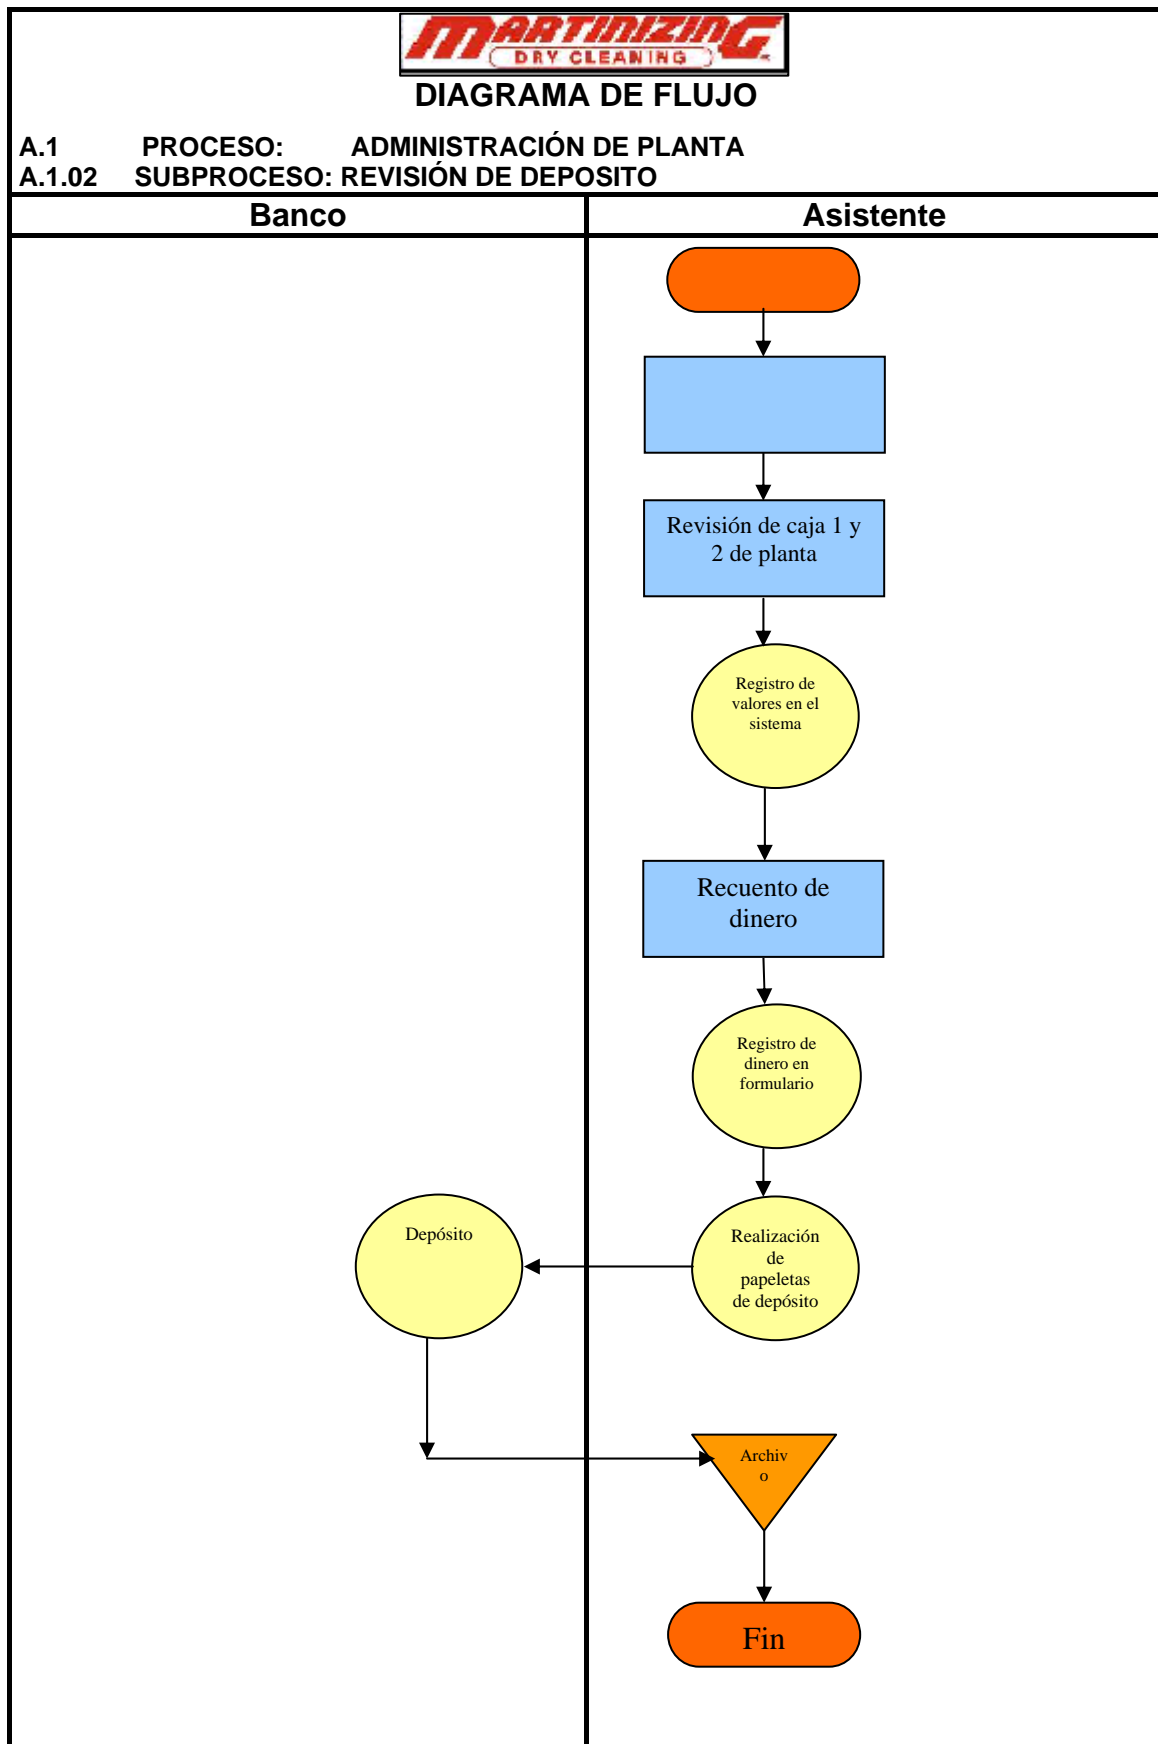 MARTINIZING
DRY CLEANING
DIAGRAMA DE FLUJO
A.1 PROCESO: ADMINISTRACIÓN DE PLANTA
A.1.02 SUBPROCESO: REVISIÓN DE DEPOSITO
Banco
Asistente
Revisión de caja 1 y
2 de planta
Registro de
valores en el
sistema
Recuento de
dinero
Registro de
dinero en
formulario
Depósito
Realización
de
papeletas
de depósito
Archiv
o
Fin